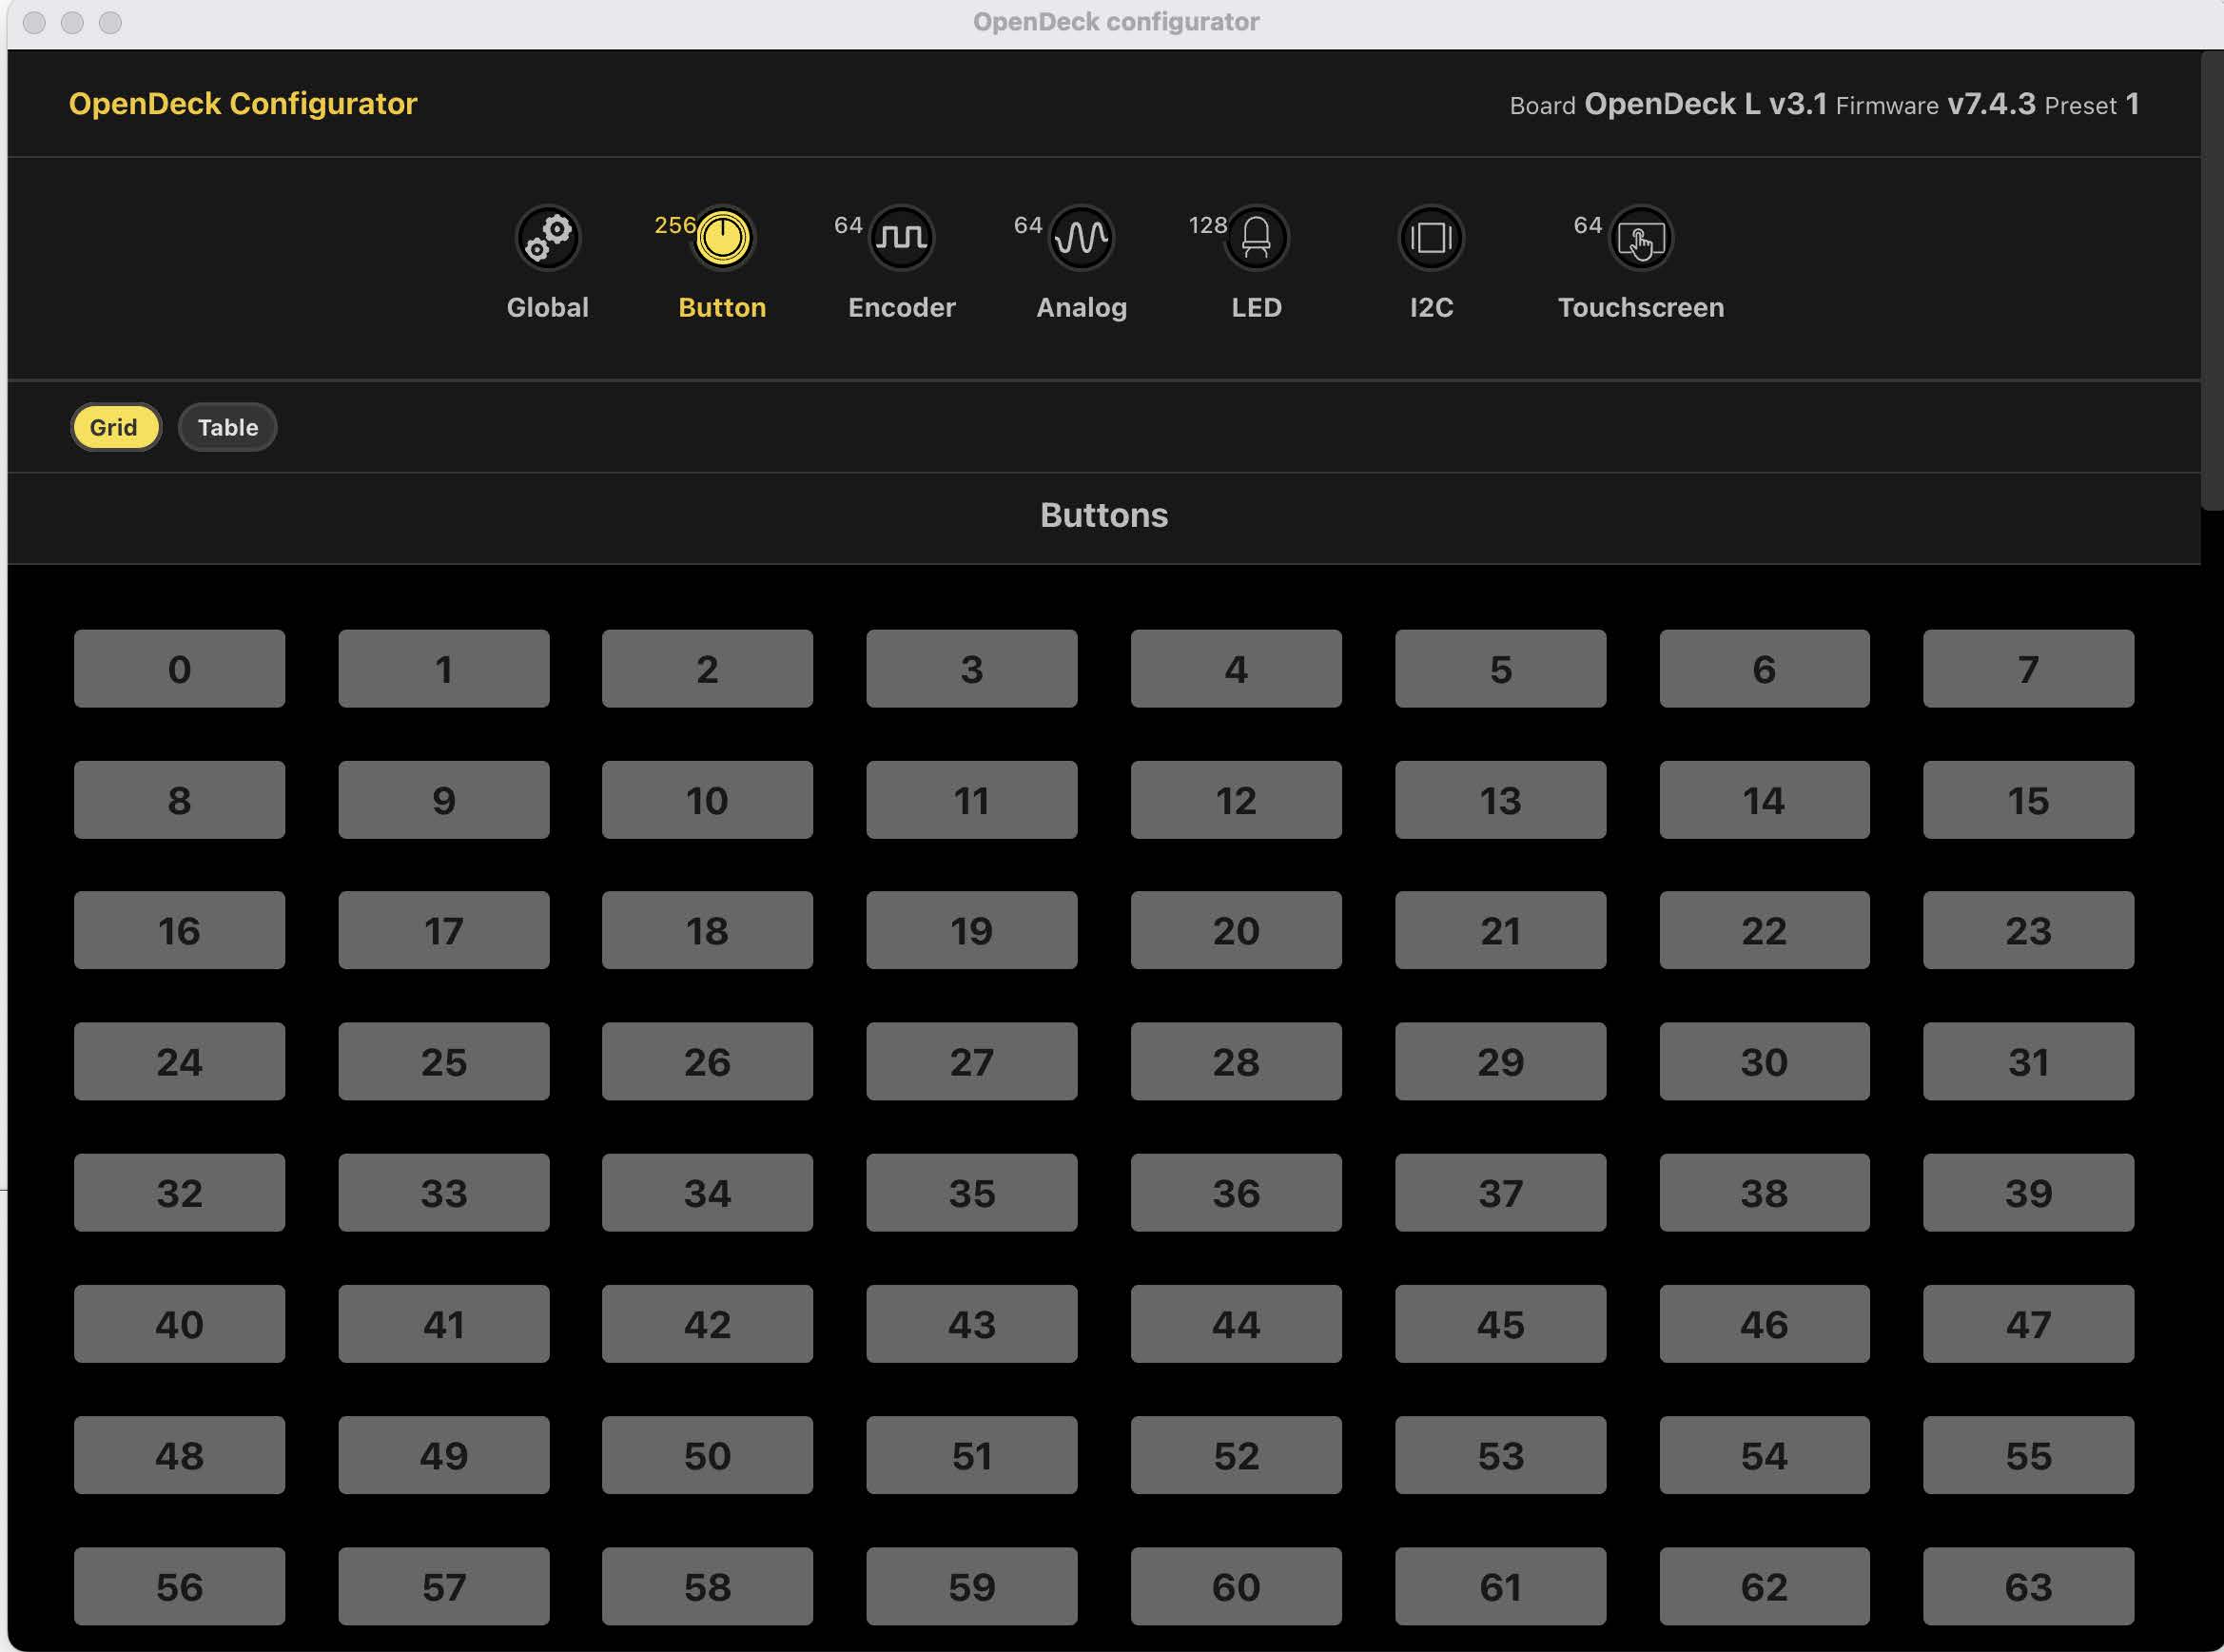 OpenDeck configurator
OpenDeck Configurator
Board OpenDeck L v3.1 Firmware v7.4.3 Preset 1
256 64 64 128 64
Global Button Encoder Analog LED I2C Touchscreen
Grid Table
Buttons
0 1 2 3 4 5 6 7
8 9 10 11 12 13 14 15
16 17 18 19 20 21 22 23
24 25 26 27 28 29 30 31
32 33 34 35 36 37 38 39
40 41 42 43 44 45 46 47
48 49 50 51 52 53 54 55
56 57 58 59 60 61 62 63